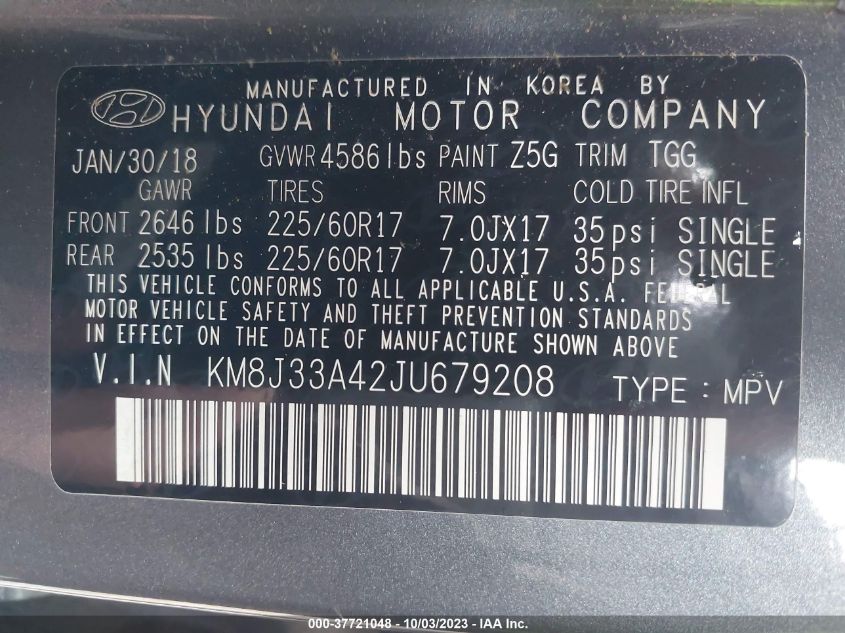 MANUFACTURED IN KOREA BY
HYUNDAI MOTOR COMPANY
JAN/30/18 GVWR 4586 lbs PAINT Z5G TRIM TGG
GAWR TIRES RIMS COLD TIRE INFL
FRONT 2646 lbs 225/60R17 7.0JX17 35psi SINGLE
REAR 2535 lbs 225/60R17 7.0JX17 35psi SINGLE
THIS VEHICLE CONFORMS TO ALL APPLICABLE U.S.A. FEDERAL
MOTOR VEHICLE SAFETY AND THEFT PREVENTION STANDARDS
IN EFFECT ON THE DATE OF MANUFACTURE SHOWN ABOVE
V.I.N KM8J33A42JU679208 TYPE : MPV
000-37721048 - 10/03/2023 - IAA Inc.